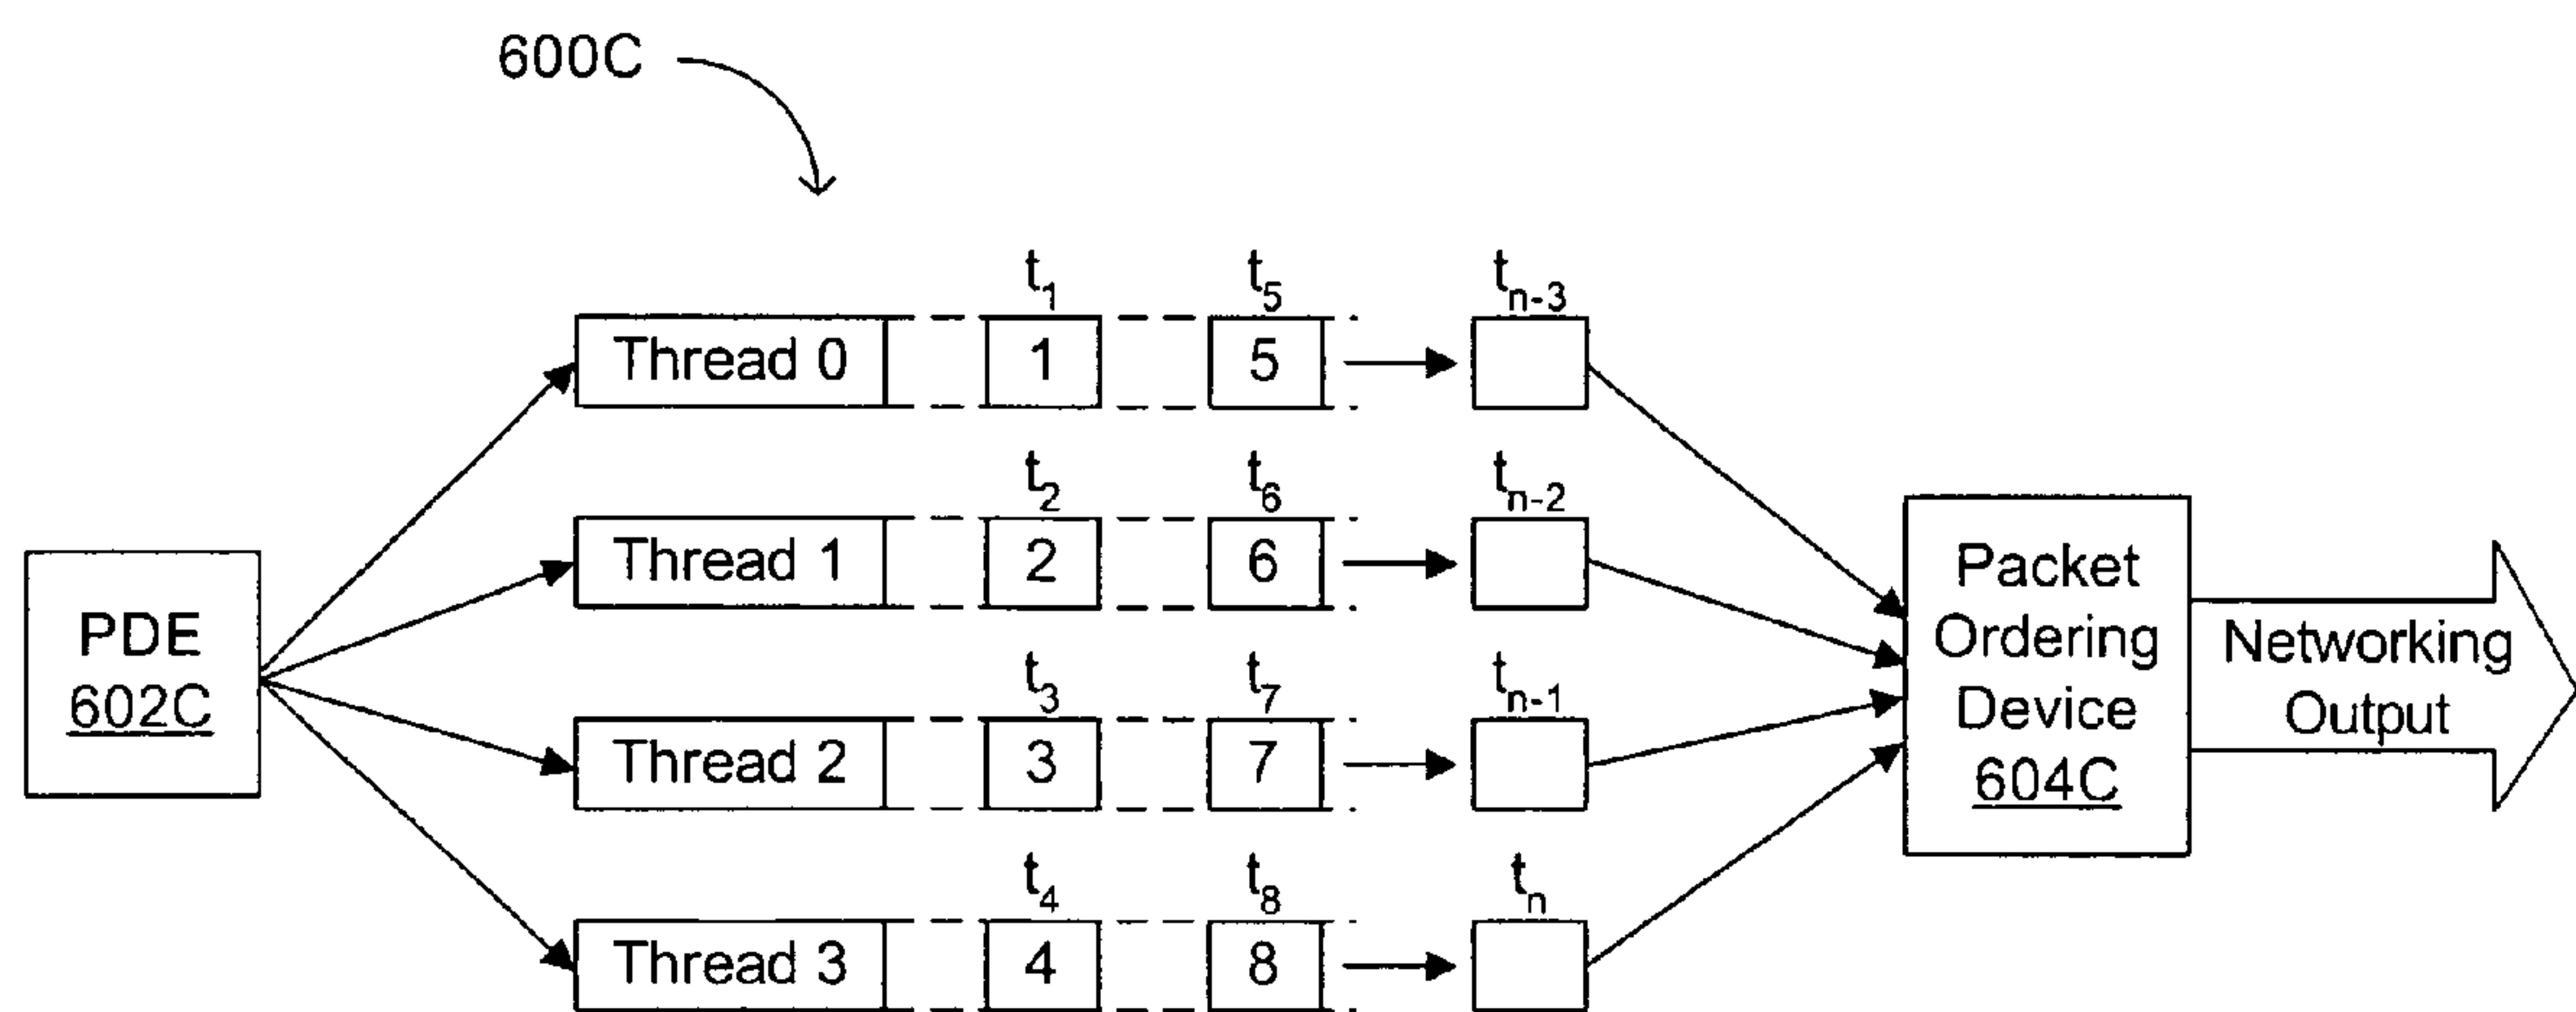 600C
t1 t5 tn-3
Thread 0 1 5
t2 t6 tn-2
Thread 1 2 6
t3 t7 tn-1
Thread 2 3 7
t4 t8 tn
Thread 3 4 8
PDE
602C
Packet
Ordering
Device
604C
Networking
Output